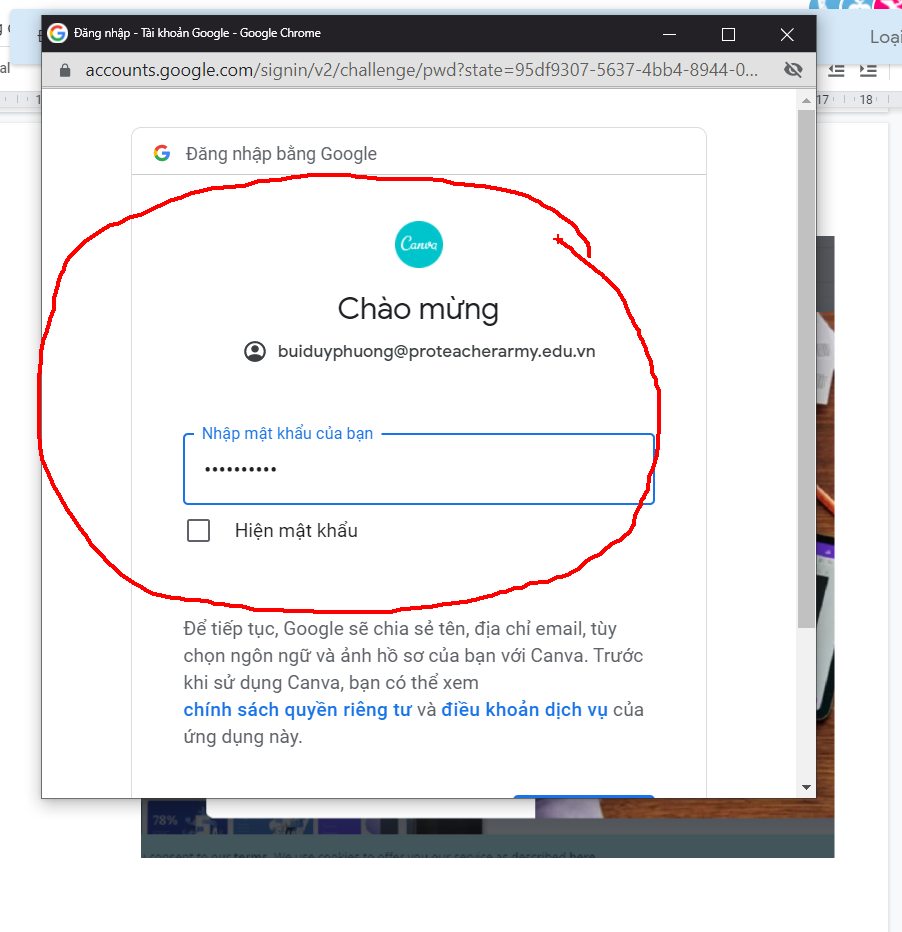 Đăng nhập - Tài khoản Google - Google Chrome
Loại
accounts.google.com/signin/v2/challenge/pwd?state=95df9307-5637-4bb4-8944-0...
17 18
Đăng nhập bằng Google
Canva
Chào mừng
buiduyphuong@proteacherarmy.edu.vn
Nhập mật khẩu của bạn
••••••••••
Hiện mật khẩu
Để tiếp tục, Google sẽ chia sẻ tên, địa chỉ email, tùy
chọn ngôn ngữ và ảnh hồ sơ của bạn với Canva. Trước
khi sử dụng Canva, bạn có thể xem
chính sách quyền riêng tư và điều khoản dịch vụ của
ứng dụng này.
78%
consent to our terms. We use cookies to offer you our service as described here.